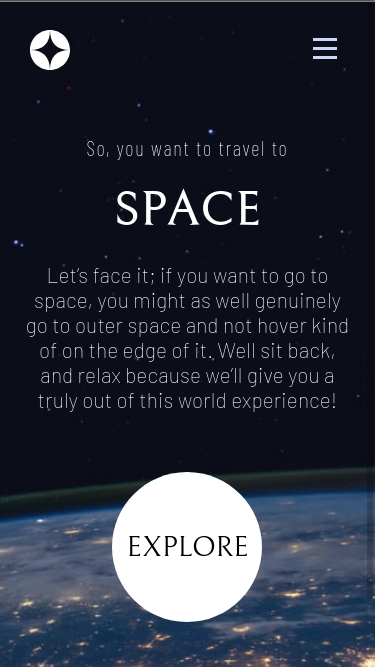 So, you want to travel to
SPACE
Let’s face it; if you want to go to
space, you might as well genuinely
go to outer space and not hover kind
of on the edge of it. Well sit back,
and relax because we’ll give you a
truly out of this world experience!
EXPLORE